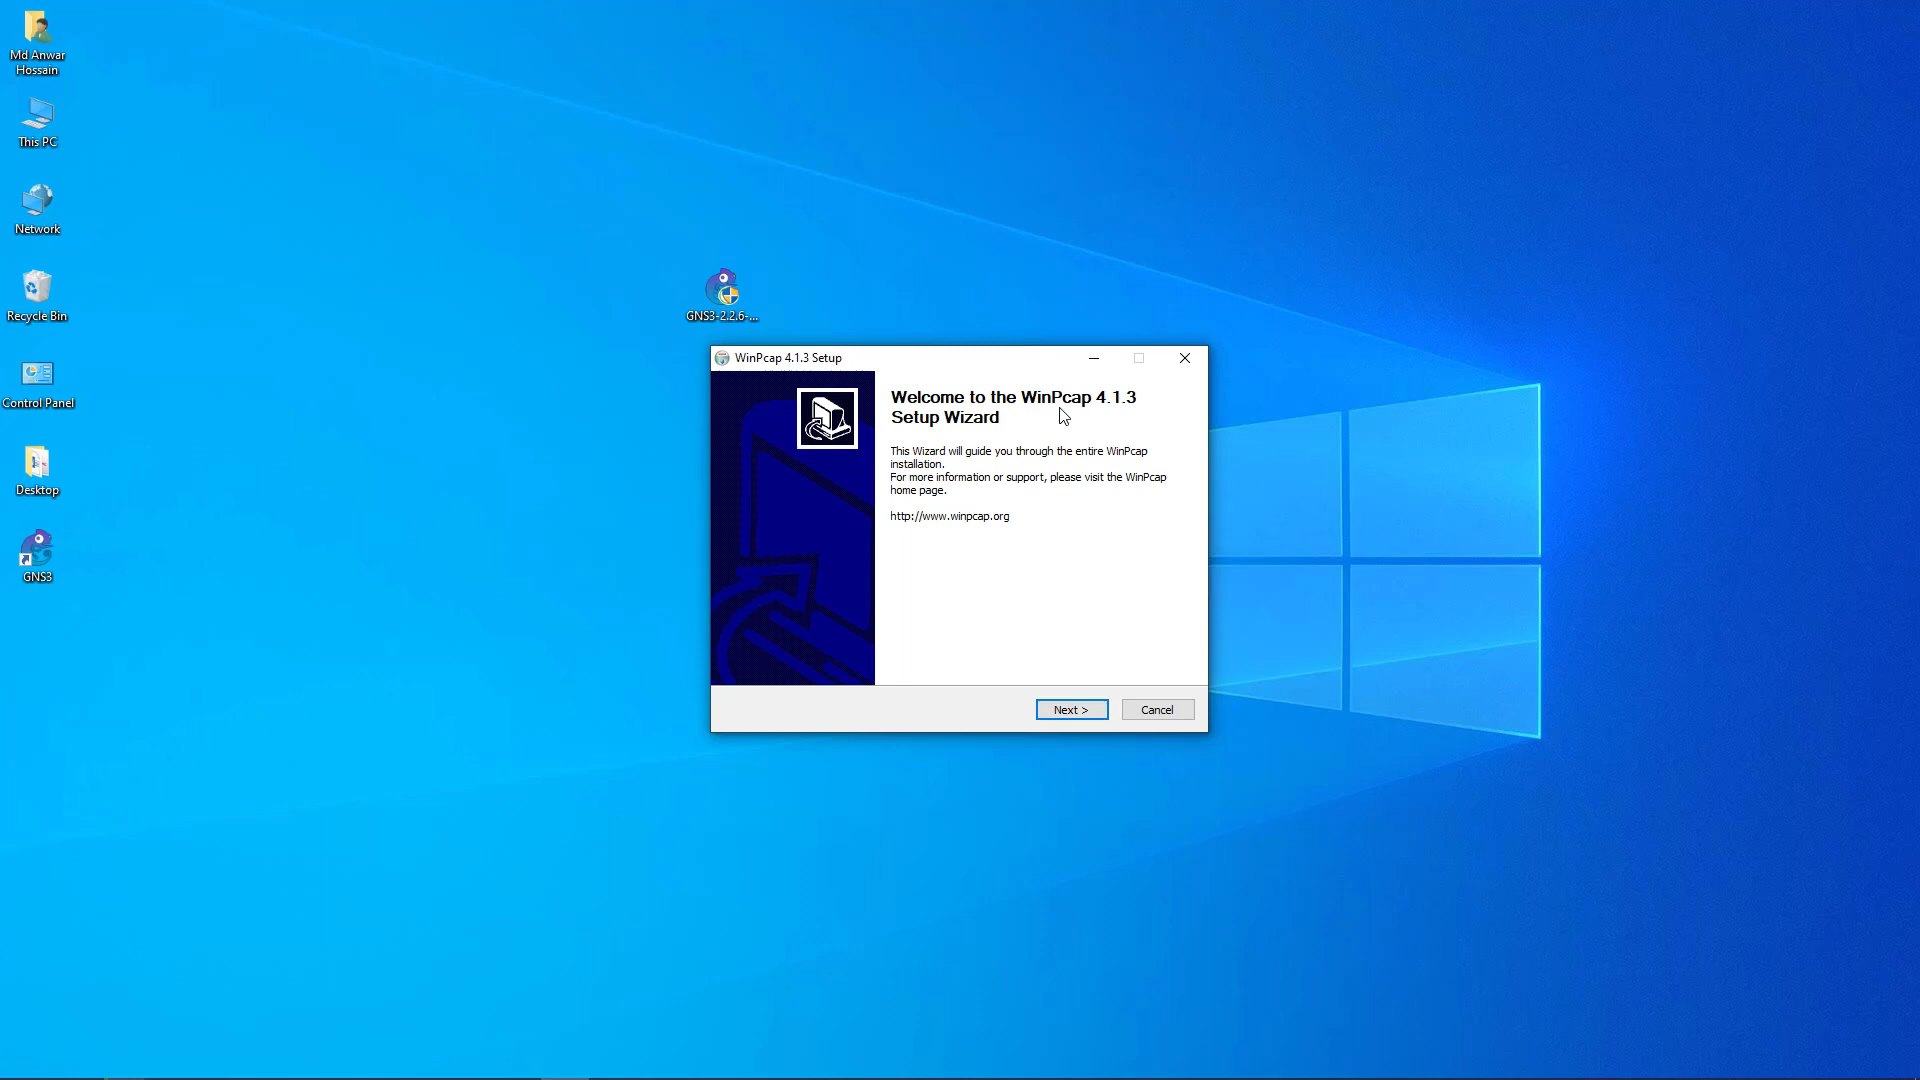 Md Anwar
Hossain
This PC
Network
Recycle Bin
Control Panel
Desktop
GNS3
GNS3-2.2.6-...
WinPcap 4.1.3 Setup
Welcome to the WinPcap 4.1.3
Setup Wizard
This Wizard will guide you through the entire WinPcap
installation.
For more information or support, please visit the WinPcap
home page.
http://www.winpcap.org
Next >
Cancel